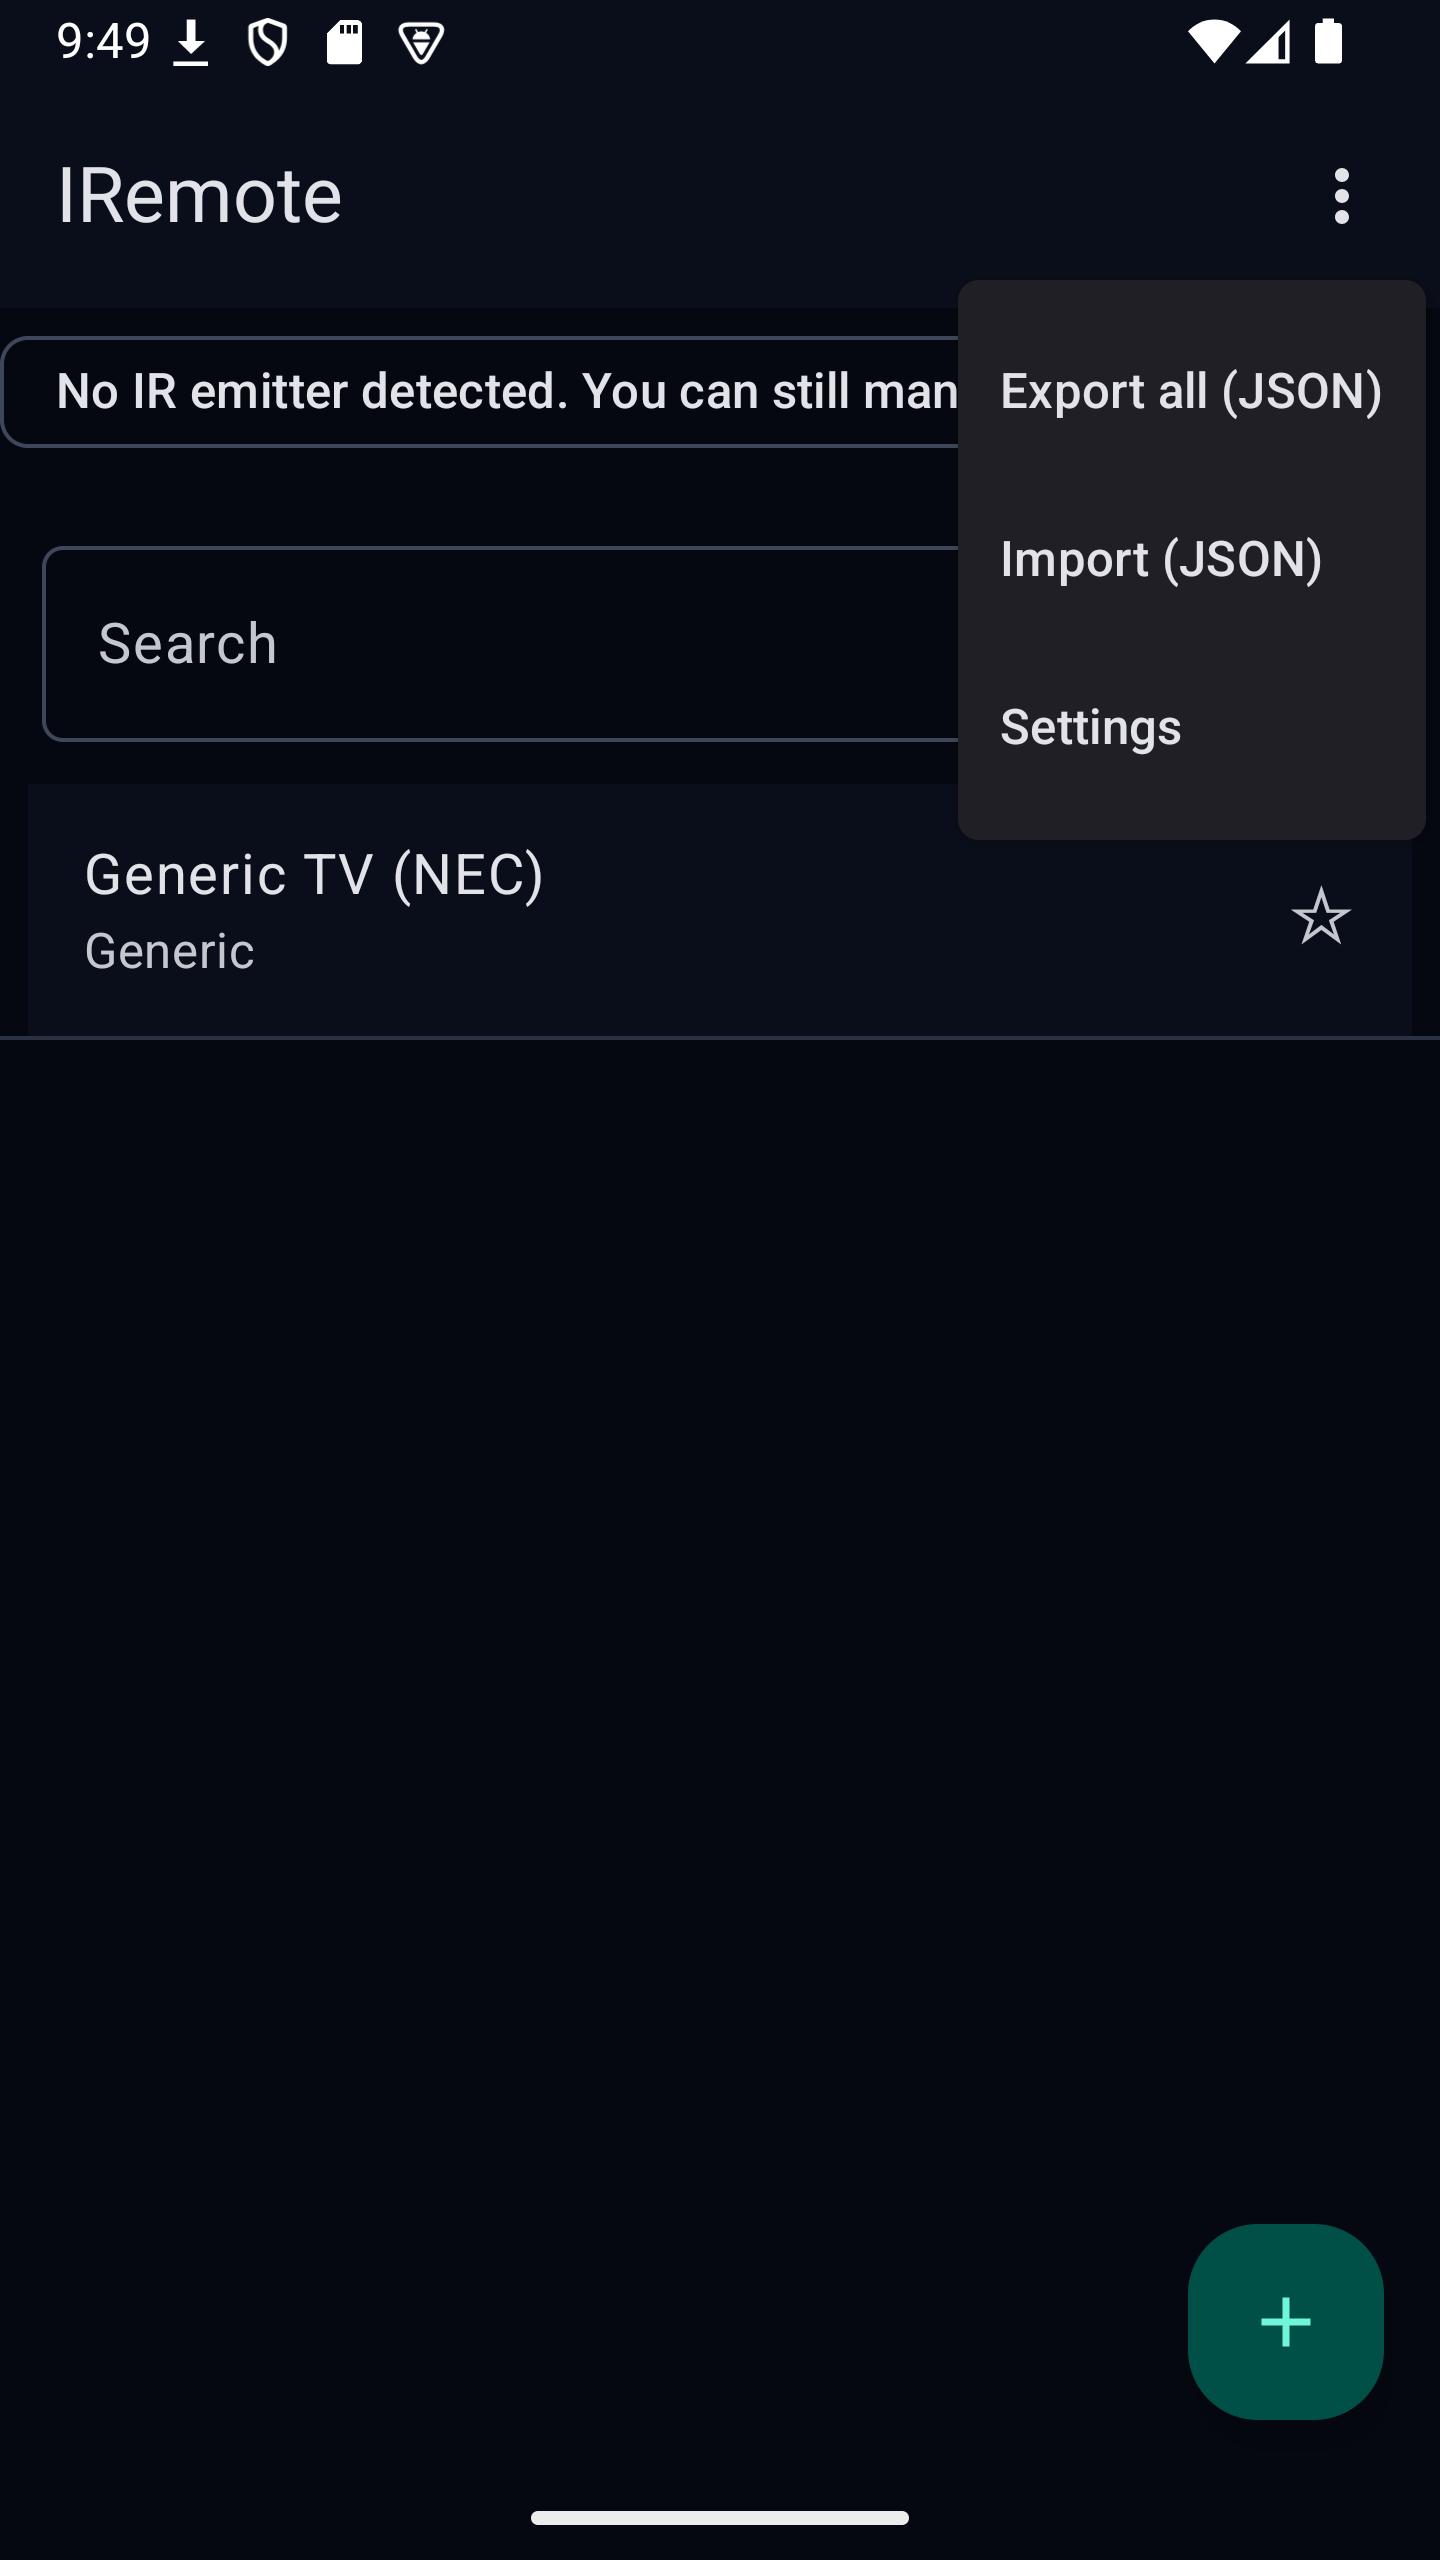 9:49
IRemote
No IR emitter detected. You can still man
Export all (JSON)
Import (JSON)
Settings
Search
Generic TV (NEC)
Generic